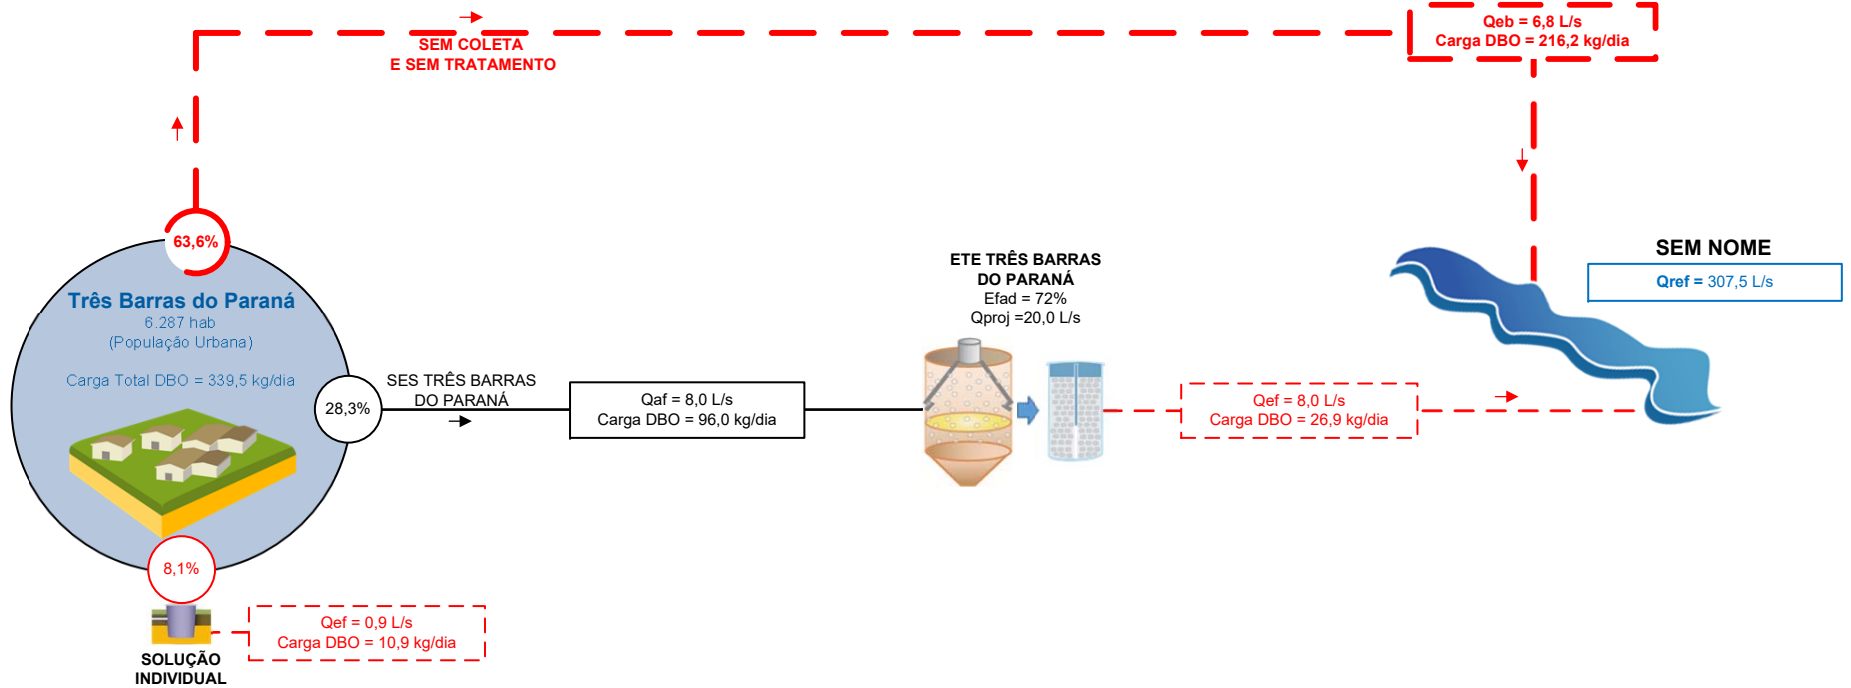 Qeb = 6,8 L/s
Carga DBO = 216,2 kg/dia
SEM COLETA
E SEM TRATAMENTO
63,6%
Três Barras do Paraná
6.287 hab
(População Urbana)
Carga Total DBO = 339,5 kg/dia
28,3%
SES TRÊS BARRAS
DO PARANÁ
Qaf = 8,0 L/s
Carga DBO = 96,0 kg/dia
ETE TRÊS BARRAS
DO PARANÁ
Efad = 72%
Qproj =20,0 L/s
Qef = 8,0 L/s
Carga DBO = 26,9 kg/dia
SEM NOME
Qref = 307,5 L/s
8,1%
Qef = 0,9 L/s
Carga DBO = 10,9 kg/dia
SOLUÇÃO
INDIVIDUAL